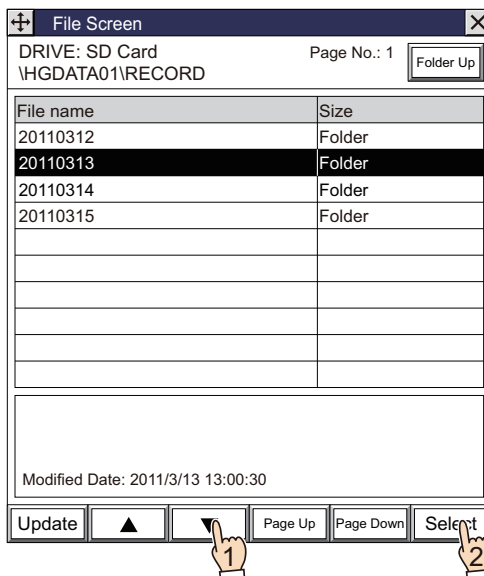 File Screen
DRIVE: SD Card
Page No.: 1
Folder Up
\HGDATA01\RECORD
File name Size
20110312 Folder
20110313 Folder
20110314 Folder
20110315 Folder
Modified Date: 2011/3/13 13:00:30
Update ▲ ▼ Page Up Page Down Select
1 2